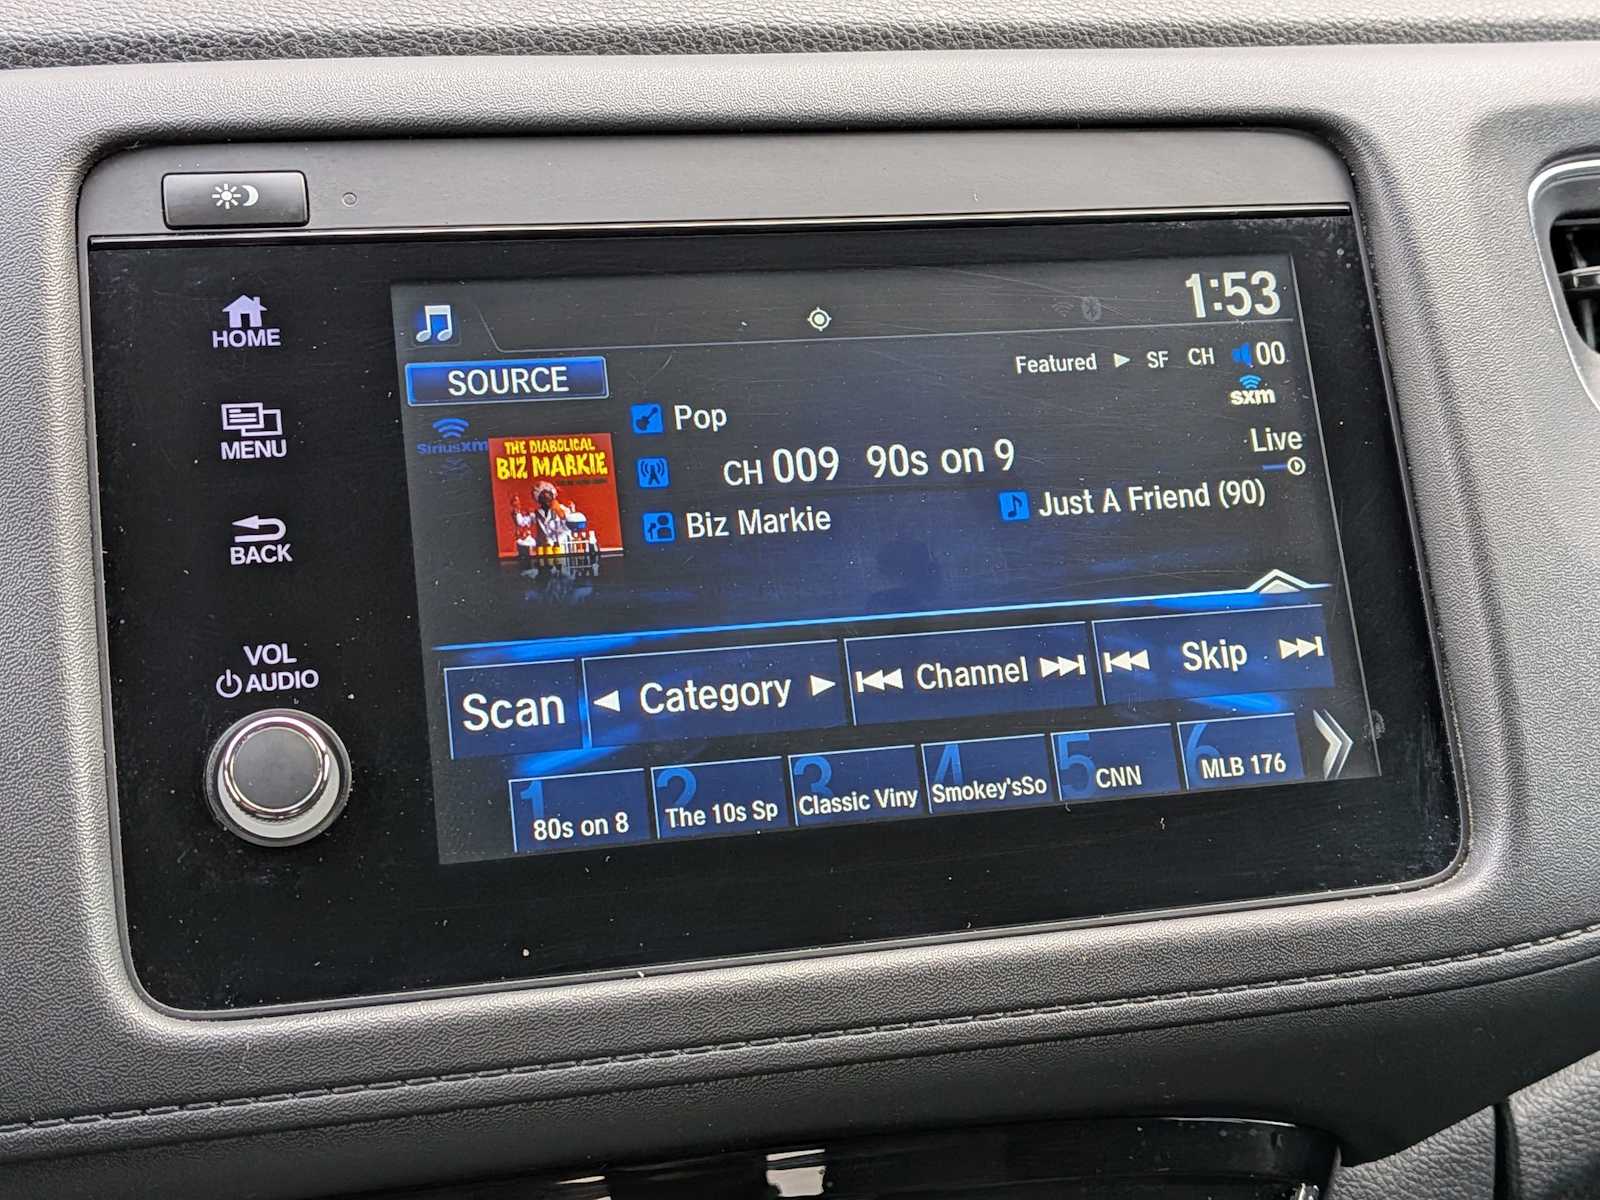 1:53
HOME
Featured SF CH 00
SOURCE
sxm
Pop
MENU
SiriusXM
THE DIABOLICAL
BIZ MARKIE
Live
CH 009 90s on 9
Just A Friend (90)
Biz Markie
BACK
VOL
AUDIO
Scan Category Channel Skip
1 80s on 8
2 The 10s Sp
3 Classic Viny
4 Smokey'sSo
5 CNN
6 MLB 176